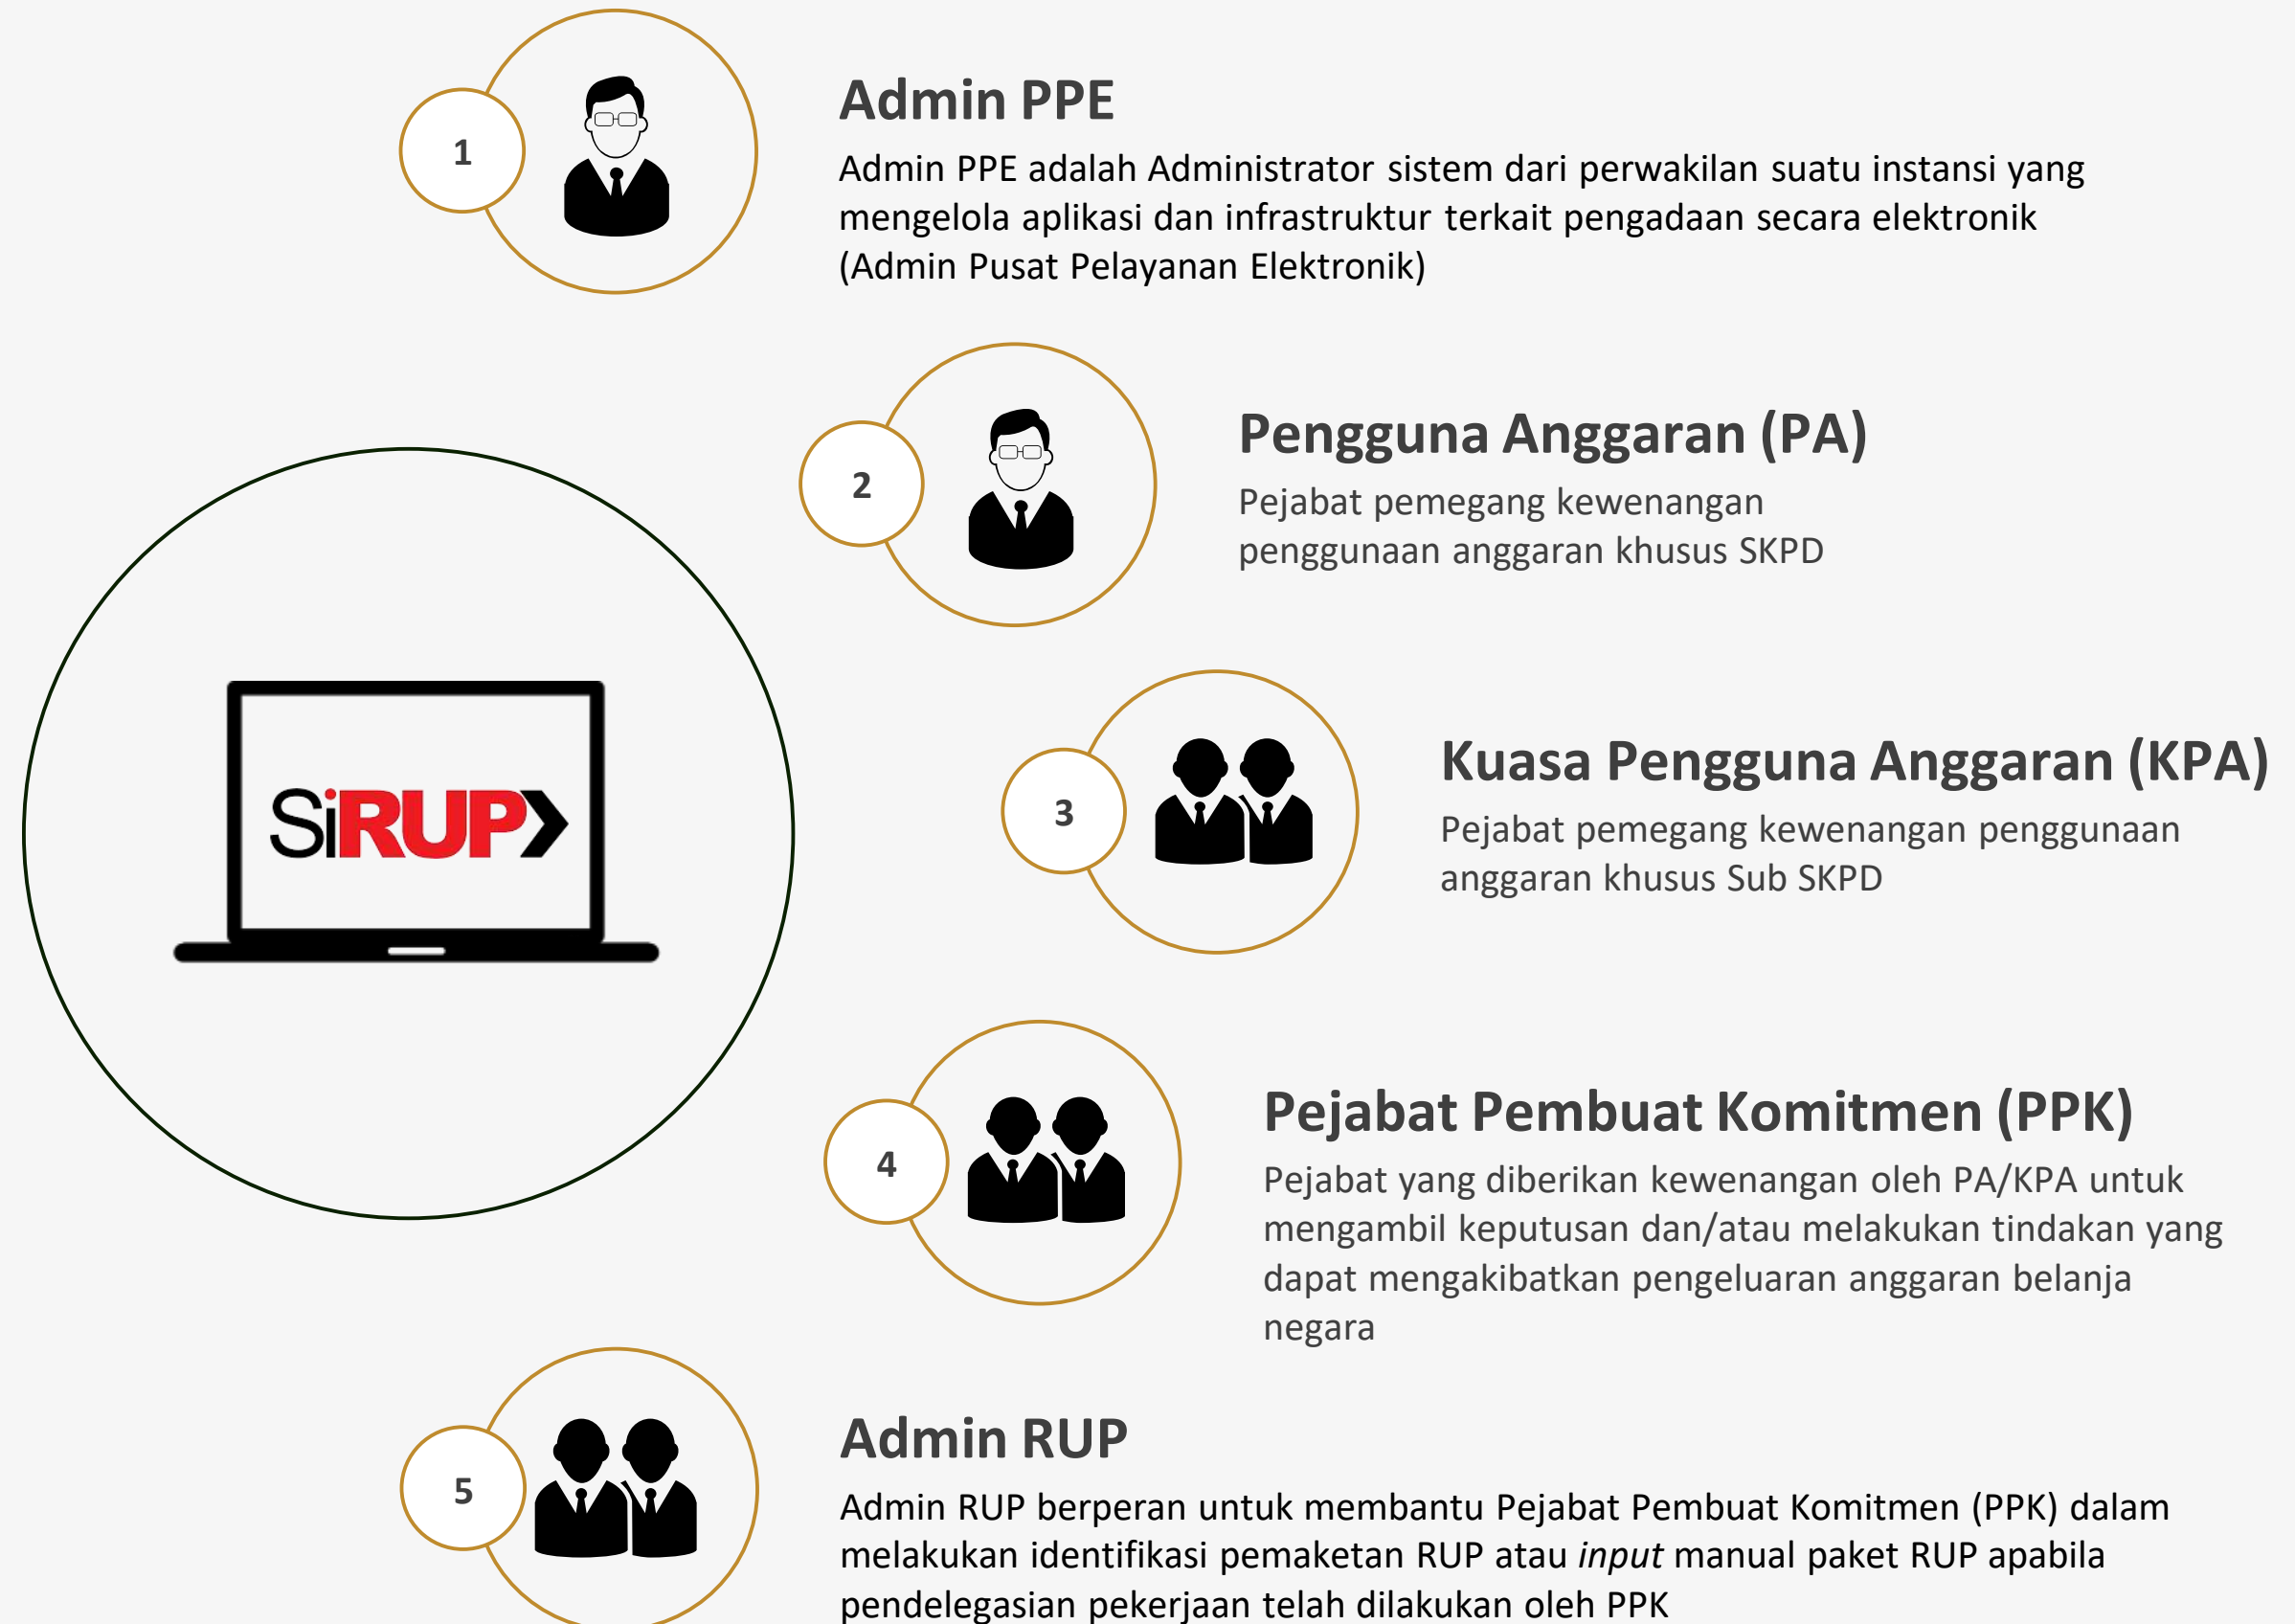 1
Admin PPE
Admin PPE adalah Administrator sistem dari perwakilan suatu instansi yang
mengelola aplikasi dan infrastruktur terkait pengadaan secara elektronik
(Admin Pusat Pelayanan Elektronik)
2
Pengguna Anggaran (PA)
Pejabat pemegang kewenangan
penggunaan anggaran khusus SKPD
SiRUP
3
Kuasa Pengguna Anggaran (KPA)
Pejabat pemegang kewenangan penggunaan
anggaran khusus Sub SKPD
4
Pejabat Pembuat Komitmen (PPK)
Pejabat yang diberikan kewenangan oleh PA/KPA untuk
mengambil keputusan dan/atau melakukan tindakan yang
dapat mengakibatkan pengeluaran anggaran belanja
negara
5
Admin RUP
Admin RUP berperan untuk membantu Pejabat Pembuat Komitmen (PPK) dalam
melakukan identifikasi pemaketan RUP atau input manual paket RUP apabila
pendelegasian pekerjaan telah dilakukan oleh PPK